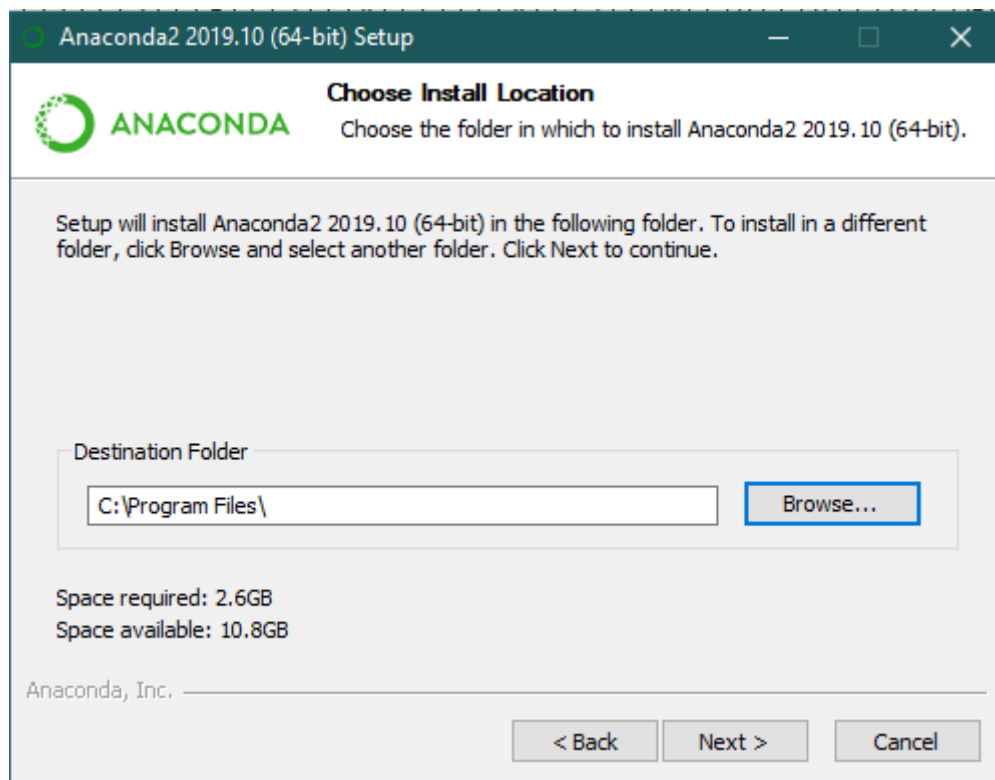 Anaconda2 2019.10 (64-bit) Setup
ANACONDA
Choose Install Location
Choose the folder in which to install Anaconda2 2019.10 (64-bit).
Setup will install Anaconda2 2019.10 (64-bit) in the following folder. To install in a different
folder, click Browse and select another folder. Click Next to continue.
Destination Folder
C:\Program Files\
Browse...
Space required: 2.6GB
Space available: 10.8GB
Anaconda, Inc.
< Back
Next >
Cancel